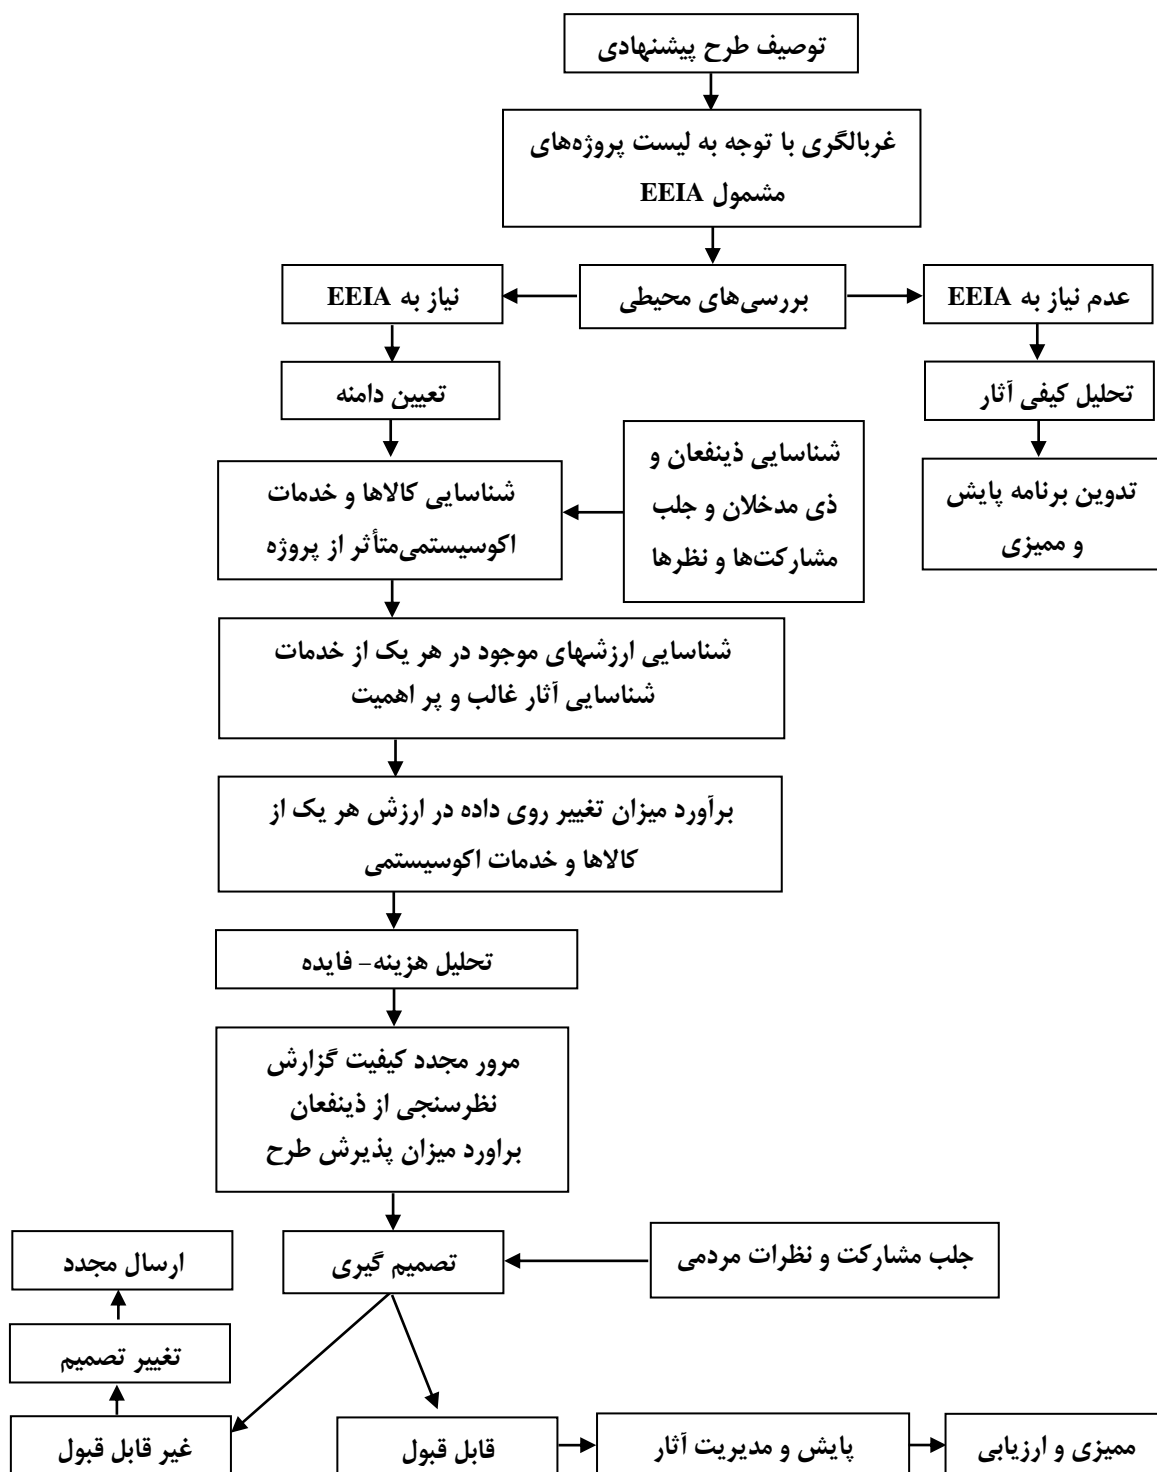 توصیف طرح پیشنهادی
غربالگری با توجه به لیست پروژه‌های
مشمول EEIA
عدم نیاز به EEIA
بررسی‌های محیطی
نیاز به EEIA
تحلیل کیفی آثار
تعیین دامنه
تدوین برنامه پایش
و ممیزی
شناسایی ذینفعان و
ذی مدخلان و جلب
مشارکت‌ها و نظرها
شناسایی کالاها و خدمات
اکوسیستمی‌متأثر از پروژه
شناسایی ارزشهای موجود در هر یک از خدمات
شناسایی آثار غالب و پر اهمیت
برآورد میزان تغییر روی داده در ارزش هر یک از
کالاها و خدمات اکوسیستمی
تحلیل هزینه- فایده
مرور مجدد کیفیت گزارش
نظرسنجی از ذینفعان
براورد میزان پذیرش طرح
جلب مشارکت و نظرات مردمی
تصمیم گیری
ارسال مجدد
تغییر تصمیم
غیر قابل قبول
قابل قبول
پایش و مدیریت آثار
ممیزی و ارزیابی